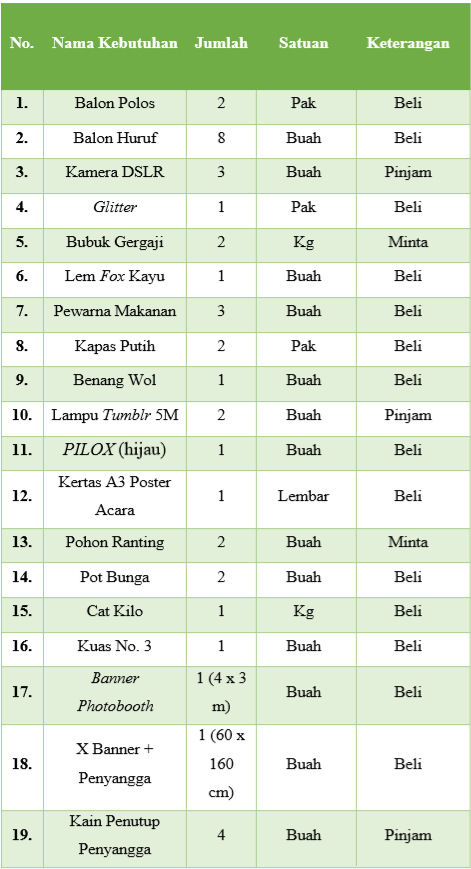 No. Nama Kebutuhan Jumlah Satuan Keterangan
1. Balon Polos 2 Pak Beli
2. Balon Huruf 8 Buah Beli
3. Kamera DSLR 3 Buah Pinjam
4. Glitter 1 Pak Beli
5. Bubuk Gergaji 2 Kg Minta
6. Lem Fox Kayu 1 Buah Beli
7. Pewarna Makanan 3 Buah Beli
8. Kapas Putih 2 Pak Beli
9. Benang Wol 1 Buah Beli
10. Lampu Tumblr 5M 2 Buah Pinjam
11. PILOX (hijau) 1 Buah Beli
12. Kertas A3 Poster
Acara 1 Lembar Beli
13. Pohon Ranting 2 Buah Minta
14. Pot Bunga 2 Buah Beli
15. Cat Kilo 1 Kg Beli
16. Kuas No. 3 1 Buah Beli
17. Banner
Photobooth 1 (4 x 3
m) Buah Beli
18. X Banner +
Penyangga 1 (60 x
160
cm) Buah Beli
19. Kain Penutup
Penyangga 4 Buah Pinjam